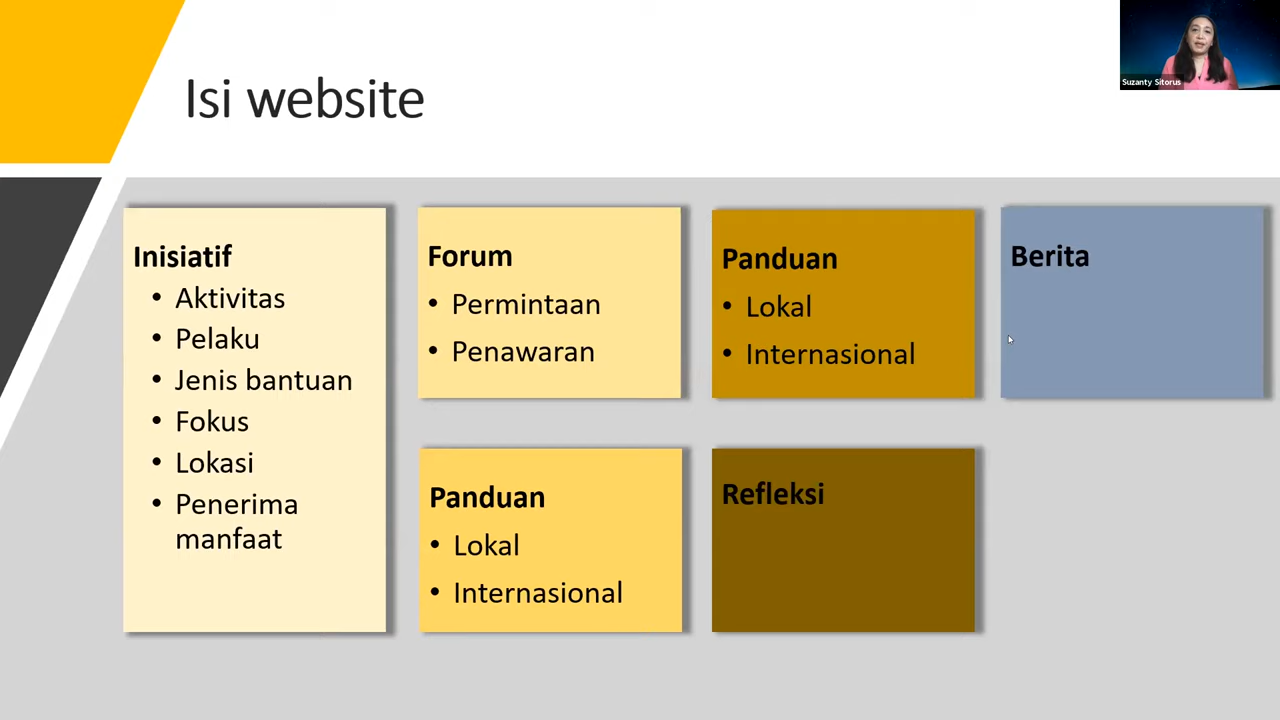 Isi website
Suzanty Sitorus
Inisiatif
• Aktivitas
• Pelaku
• Jenis bantuan
• Fokus
• Lokasi
• Penerima
manfaat
Forum
• Permintaan
• Penawaran
Panduan
• Lokal
• Internasional
Berita
Panduan
• Lokal
• Internasional
Refleksi